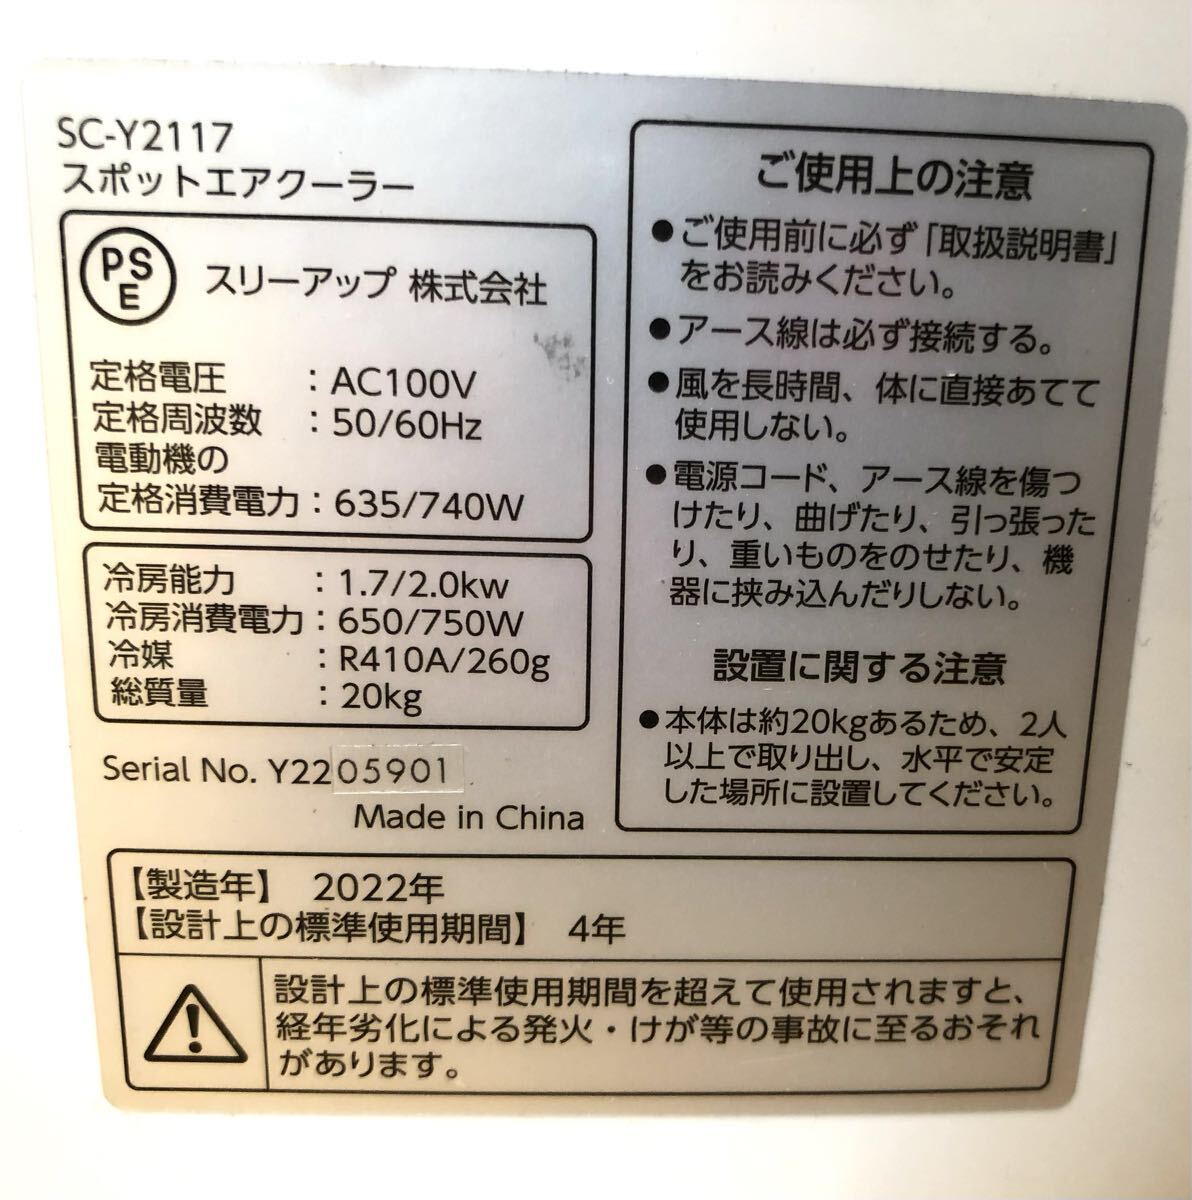 SC-Y2117
スポットエアクーラー
PS
E
スリーアップ 株式会社
定格電圧 : AC100V
定格周波数 : 50/60Hz
電動機の
定格消費電力 : 635/740W
冷房能力 : 1.7/2.0kw
冷房消費電力 : 650/750W
冷媒 : R410A/260g
総質量 : 20kg
Serial No. Y2205901
Made in China
ご使用上の注意
●ご使用前に必ず「取扱説明書」
をお読みください。
●アース線は必ず接続する。
●風を長時間、体に直接あてて
使用しない。
●電源コード、アース線を傷つ
けたり、曲げたり、引っ張った
り、重いものをのせたり、機
器に挟み込んだりしない。
設置に関する注意
●本体は約20kgあるため、2人
以上で取り出し、水平で安定
した場所に設置してください。
【製造年】 2022年
【設計上の標準使用期間】 4年
設計上の標準使用期間を超えて使用されますと、
経年劣化による発火・けが等の事故に至るおそれ
があります。